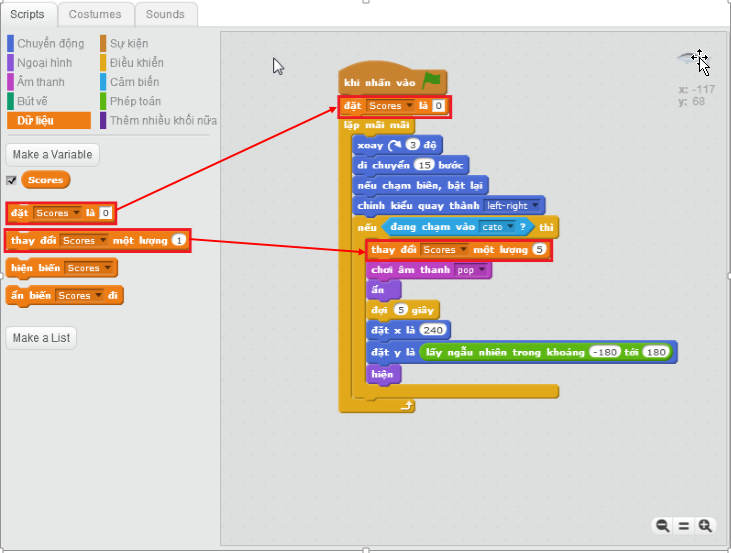 Scripts Costumes Sounds
Chuyển động Sự kiện
Ngoại hình Điều khiển
Âm thanh Cảm biến
Bút vẽ Phép toán
Dữ liệu Thêm nhiều khối nữa
Make a Variable
Scores
đặt Scores là 0
thay đổi Scores một lượng 1
hiện biến Scores
ẩn biến Scores đi
Make a List
khi nhấn vào
đặt Scores là 0
lặp mãi mãi
xoay 3 độ
di chuyển 15 bước
nếu chạm biên, bật lại
chỉnh kiểu quay thành left-right
nếu đang chạm vào cato ? thì
thay đổi Scores một lượng 5
chơi âm thanh pop
ẩn
đợi 5 giây
đặt x là 240
đặt y là lấy ngẫu nhiên trong khoảng -180 tới 180
hiện
x: -117
y: 68